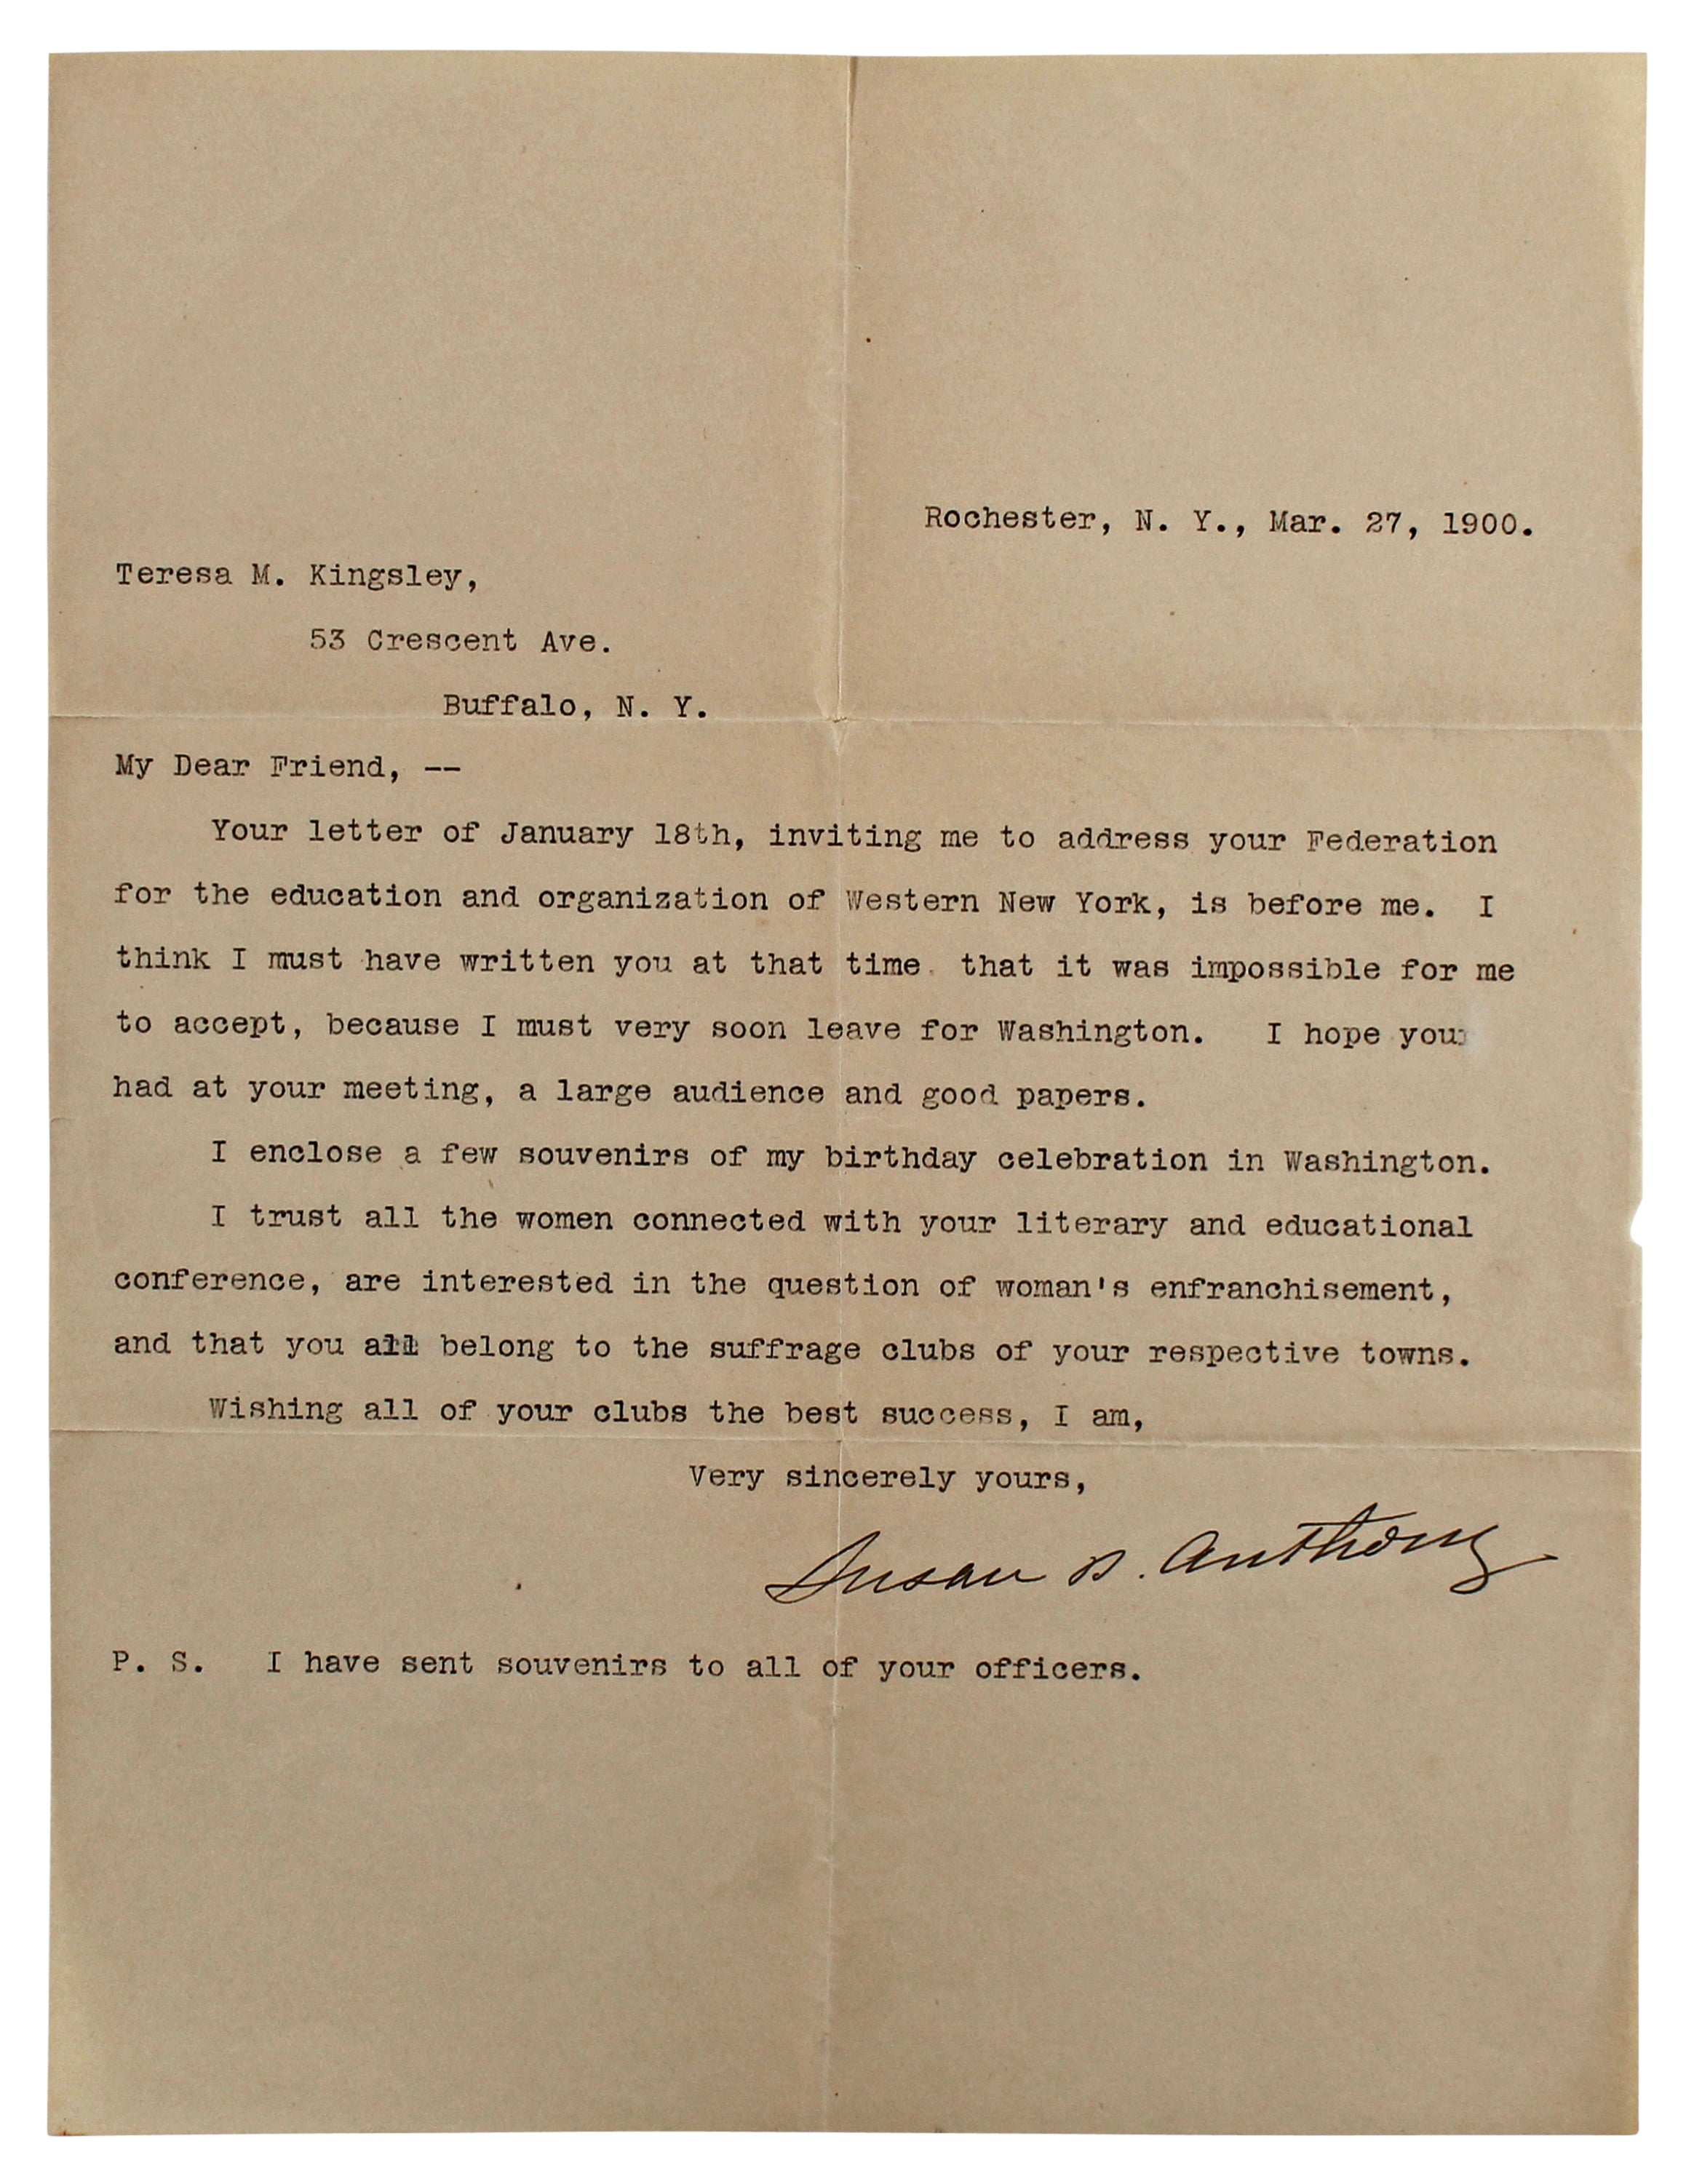 Rochester, N. Y., Mar. 27, 1900.
Teresa M. Kingsley,
53 Crescent Ave.
Buffalo, N. Y.
My Dear Friend, --
Your letter of January 18th, inviting me to address your Federation
for the education and organization of Western New York, is before me. I
think I must have written you at that time that it was impossible for me
to accept, because I must very soon leave for Washington. I hope you
had at your meeting, a large audience and good papers.
I enclose a few souvenirs of my birthday celebration in Washington.
I trust all the women connected with your literary and educational
conference, are interested in the question of woman's enfranchisement,
and that you all belong to the suffrage clubs of your respective towns.
Wishing all of your clubs the best success, I am,
Very sincerely yours,
Susan B. Anthony
P. S. I have sent souvenirs to all of your officers.